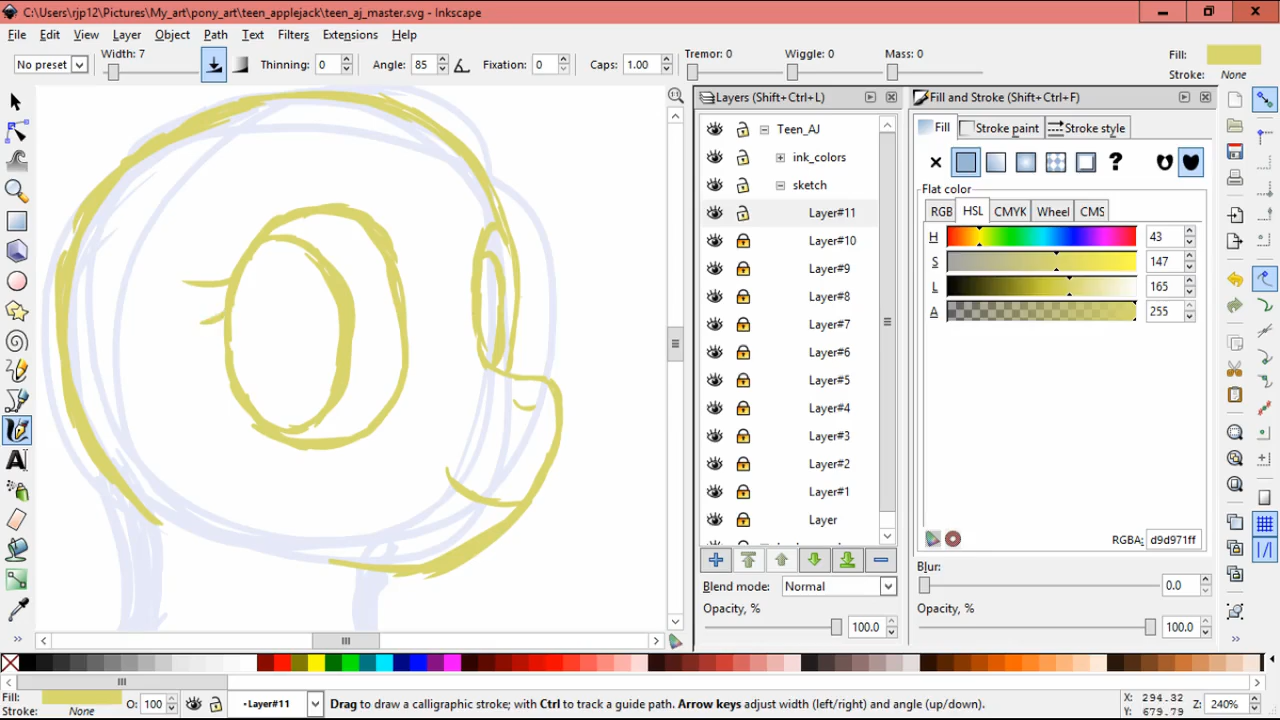 C:\Users\rjp12\Pictures\My_art\pony_art\teen_applejack\teen_aj_master.svg - Inkscape
File Edit View Layer Object Path Text Filters Extensions Help
No preset Width: 7 Thinning: 0 Angle: 85 Fixation: 0 Caps: 1.00 Tremor: 0 Wiggle: 0 Mass: 0 Fill:
Stroke: None
Layers (Shift+Ctrl+L)
Teen_AJ
ink_colors
sketch
Layer#11
Layer#10
Layer#9
Layer#8
Layer#7
Layer#6
Layer#5
Layer#4
Layer#3
Layer#2
Layer#1
Layer
Blend mode: Normal
Opacity, %
100.0
Fill and Stroke (Shift+Ctrl+F)
Fill Stroke paint Stroke style
?
Flat color
RGB HSL CMYK Wheel CMS
H 43
S 147
L 165
A 255
RGBA: d9d971ff
Blur:
0.0
Opacity, %
100.0
Fill:
Stroke: None
O: 100
•Layer#11
Drag to draw a calligraphic stroke; with Ctrl to track a guide path. Arrow keys adjust width (left/right) and angle (up/down).
X: 294.32
Y: 679.79
Z: 240%